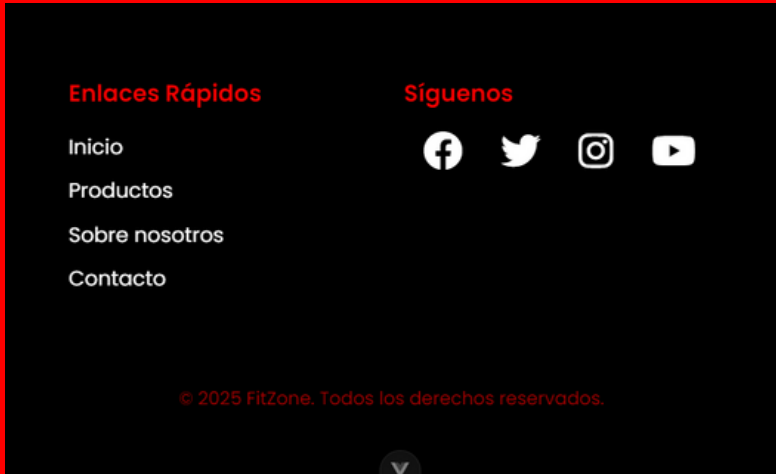 Enlaces Rápidos
Inicio
Productos
Sobre nosotros
Contacto
Síguenos
© 2025 FitZone. Todos los derechos reservados.